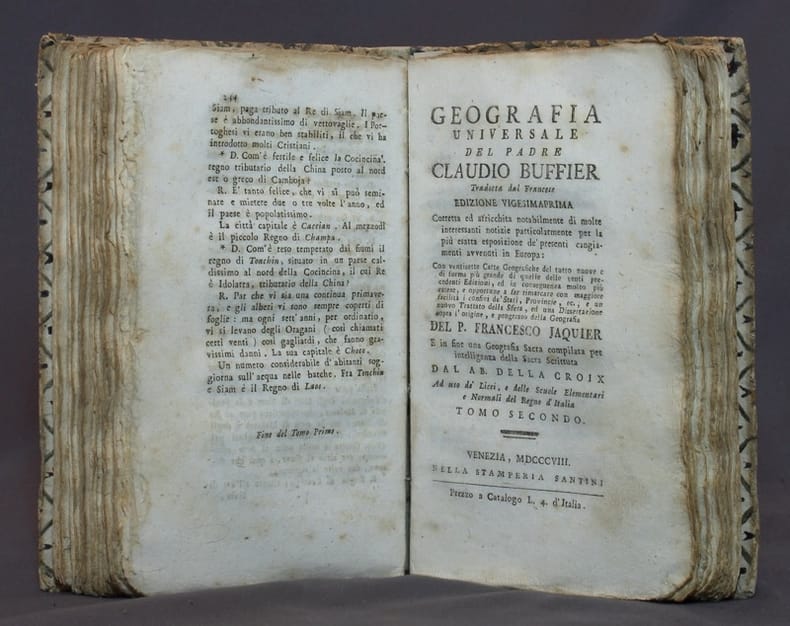 244
Siam, paga tributo al Re di Siam. Il pae-
se è abbondantissimo di vettovaglie. I Por-
toghesi vi erano ben stabiliti, il che vi ha
introdotto molti Cristiani.
* D. Com'è fertile e felice la Cocincina,
regno tributario della China posto al nord
est o greco di Camboja?
R. E' tanto felice, che vi si può semi-
nare e mietere due o tre volte l'anno, ed
il paese è popolatissimo.
La città capitale è Caccian. Al mezzodì
è il piccolo Regno di Champa.
* D. Com'è reso temperato dai fiumi il
regno di Tonchin, situato in un paese cal-
dissimo al nord della Cocincina, il cui Re
è Idolatra, tributario della China?
R. Par che vi sia una continua primave-
ra, e gli alberi vi sono sempre coperti di
foglie: ma ogni sett' anni, per ordinatio,
vi si levano degli Oragani (così chiamati
certi venti) così gagliardi, che fanno gra-
vissimi danni. La sua capitale è Checo.
Un numero considerabile d'abitanti sog-
giorna sull'acqua nelle barche. Fra Tonchin
e Siam è il Regno di Laos.
Fine del Tomo Primo.
GEOGRAFIA
UNIVERSALE
DEL PADRE
CLAUDIO BUFFIER
Tradotta dal Francese
EDIZIONE VIGESIMAPRIMA
Corretta ed arricchita notabilmente di molte
interessanti notizie particolarmente per la
più esatta esposizione de' presenti cangia-
menti avvenuti in Europa:
Con ventisette Carte Geografiche del tutto nuove e
di forma più grande di quelle delle venti pre-
cedenti Edizioni, ed in conseguenza molto più
estese, e opportune a far rimarcare con maggiore
facilità i confini de' Stati, Provincie, ec., e un
nuovo Trattato della Sfera, ed una Dissertazione
sopra l'origine, e progresso della Geografia
DEL P. FRANCESCO JAQUIER
E in fine una Geografia Sacra compilata per
intelligenza della Sacra Scrittura
DAL AB. DELLA CROIX
Ad uso de' Licei, e delle Scuole Elementari
e Normali del Regno d'Italia
TOMO SECONDO.
VENEZIA, MDCCCVIII.
NELLA STAMPERIA SANTINI
Prezzo a Catalogo L. 4. d'Italia.